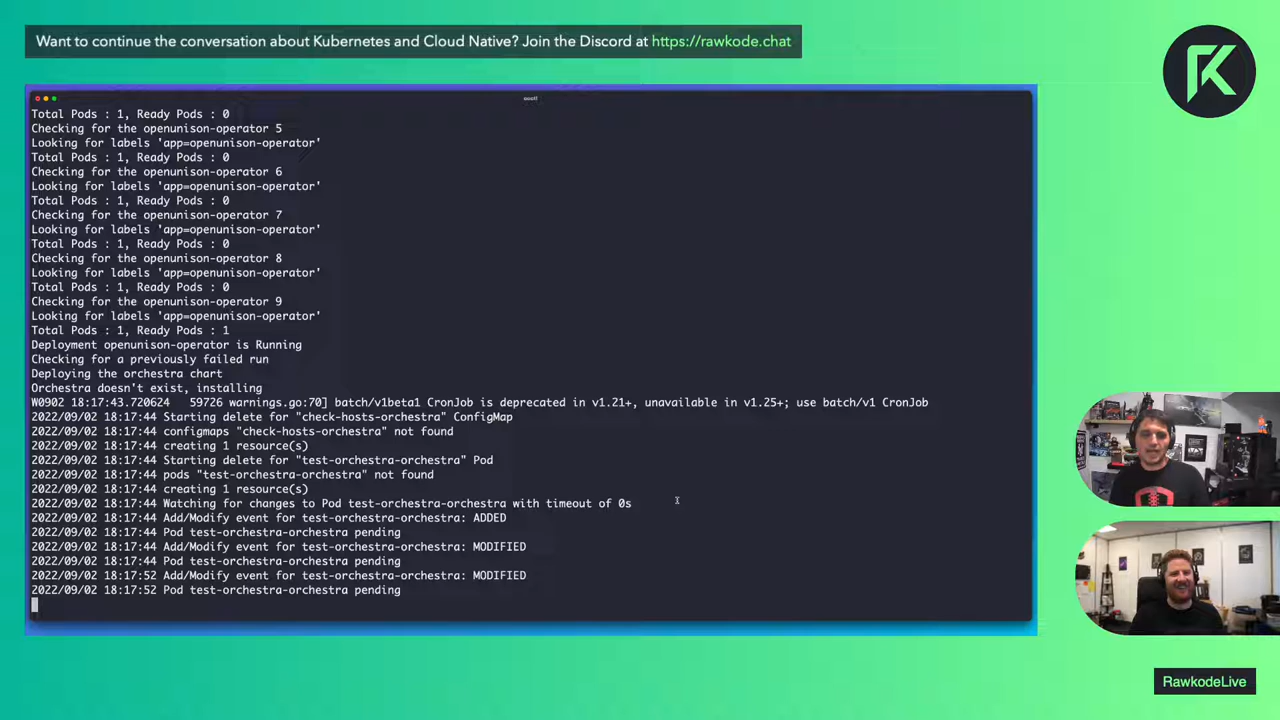 Want to continue the conversation about Kubernetes and Cloud Native? Join the Discord at https://rawkode.chat
Total Pods : 1, Ready Pods : 0
Checking for the openunison-operator 5
Looking for labels 'app=openunison-operator'
Total Pods : 1, Ready Pods : 0
Checking for the openunison-operator 6
Looking for labels 'app=openunison-operator'
Total Pods : 1, Ready Pods : 0
Checking for the openunison-operator 7
Looking for labels 'app=openunison-operator'
Total Pods : 1, Ready Pods : 0
Checking for the openunison-operator 8
Looking for labels 'app=openunison-operator'
Total Pods : 1, Ready Pods : 0
Checking for the openunison-operator 9
Looking for labels 'app=openunison-operator'
Total Pods : 1, Ready Pods : 1
Deployment openunison-operator is Running
Checking for a previously failed run
Deploying the orchestra chart
Orchestra doesn't exist, installing
W0902 18:17:43.720624   59726 warnings.go:70] batch/v1beta1 CronJob is deprecated in v1.21+, unavailable in v1.25+; use batch/v1 CronJob
2022/09/02 18:17:44 Starting delete for "check-hosts-orchestra" ConfigMap
2022/09/02 18:17:44 configmaps "check-hosts-orchestra" not found
2022/09/02 18:17:44 creating 1 resource(s)
2022/09/02 18:17:44 Starting delete for "test-orchestra-orchestra" Pod
2022/09/02 18:17:44 pods "test-orchestra-orchestra" not found
2022/09/02 18:17:44 creating 1 resource(s)
2022/09/02 18:17:44 Watching for changes to Pod test-orchestra-orchestra with timeout of 0s
2022/09/02 18:17:44 Add/Modify event for test-orchestra-orchestra: ADDED
2022/09/02 18:17:44 Pod test-orchestra-orchestra pending
2022/09/02 18:17:44 Add/Modify event for test-orchestra-orchestra: MODIFIED
2022/09/02 18:17:44 Pod test-orchestra-orchestra pending
2022/09/02 18:17:52 Add/Modify event for test-orchestra-orchestra: MODIFIED
2022/09/02 18:17:52 Pod test-orchestra-orchestra pending
RawkodeLive